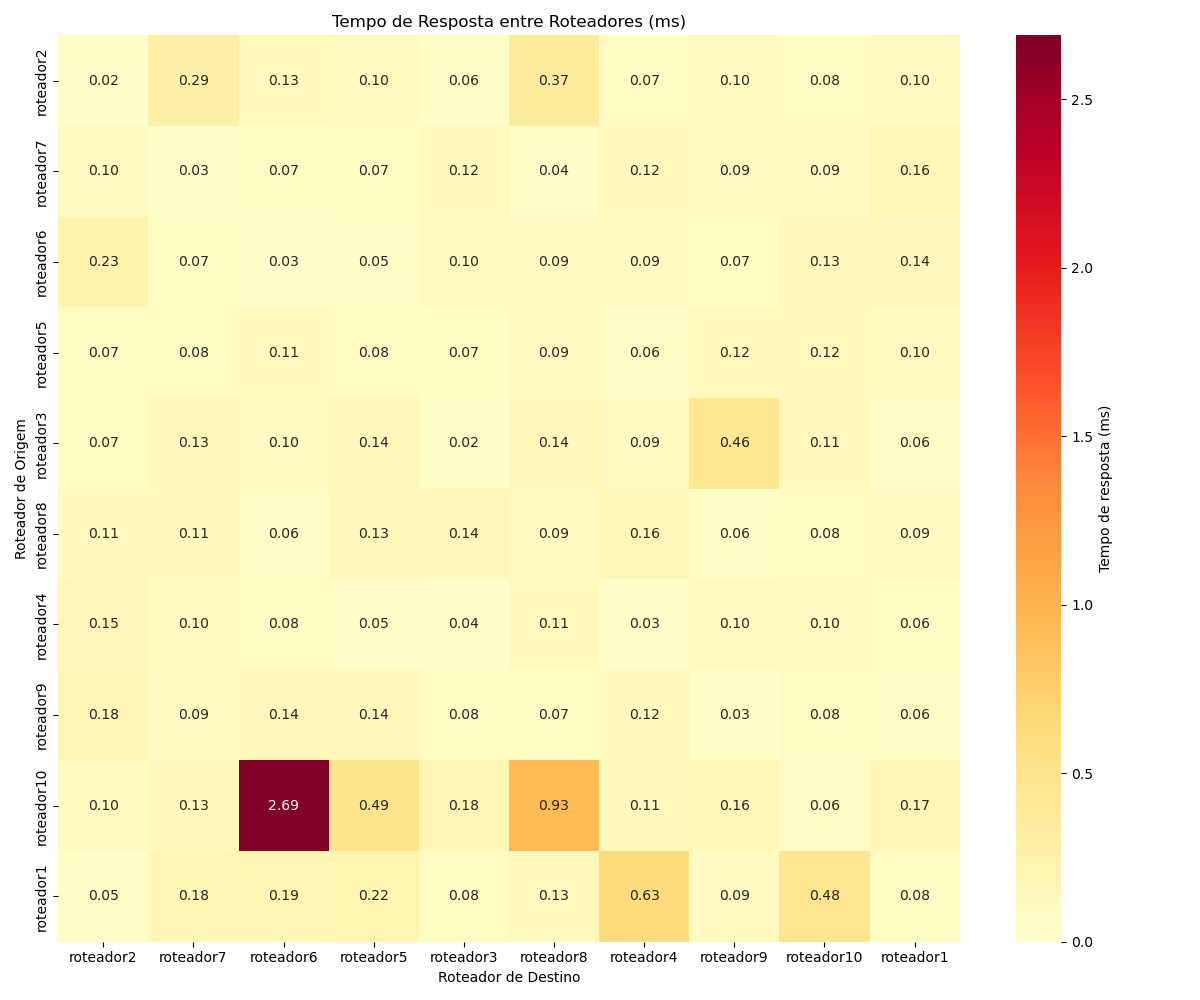 Tempo de Resposta entre Roteadores (ms)
roteador2 0.02 0.29 0.13 0.10 0.06 0.37 0.07 0.10 0.08 0.10
roteador7 0.10 0.03 0.07 0.07 0.12 0.04 0.12 0.09 0.09 0.16
roteador6 0.23 0.07 0.03 0.05 0.10 0.09 0.09 0.07 0.13 0.14
roteador5 0.07 0.08 0.11 0.08 0.07 0.09 0.06 0.12 0.12 0.10
roteador3 0.07 0.13 0.10 0.14 0.02 0.14 0.09 0.46 0.11 0.06
roteador8 0.11 0.11 0.06 0.13 0.14 0.09 0.16 0.06 0.08 0.09
roteador4 0.15 0.10 0.08 0.05 0.04 0.11 0.03 0.10 0.10 0.06
roteador9 0.18 0.09 0.14 0.14 0.08 0.07 0.12 0.03 0.08 0.06
roteador10 0.10 0.13 2.69 0.49 0.18 0.93 0.11 0.16 0.06 0.17
roteador1 0.05 0.18 0.19 0.22 0.08 0.13 0.63 0.09 0.48 0.08
roteador2 roteador7 roteador6 roteador5 roteador3 roteador8 roteador4 roteador9 roteador10 roteador1
Roteador de Destino
Roteador de Origem
2.5
2.0
1.5
1.0
0.5
0.0
Tempo de resposta (ms)